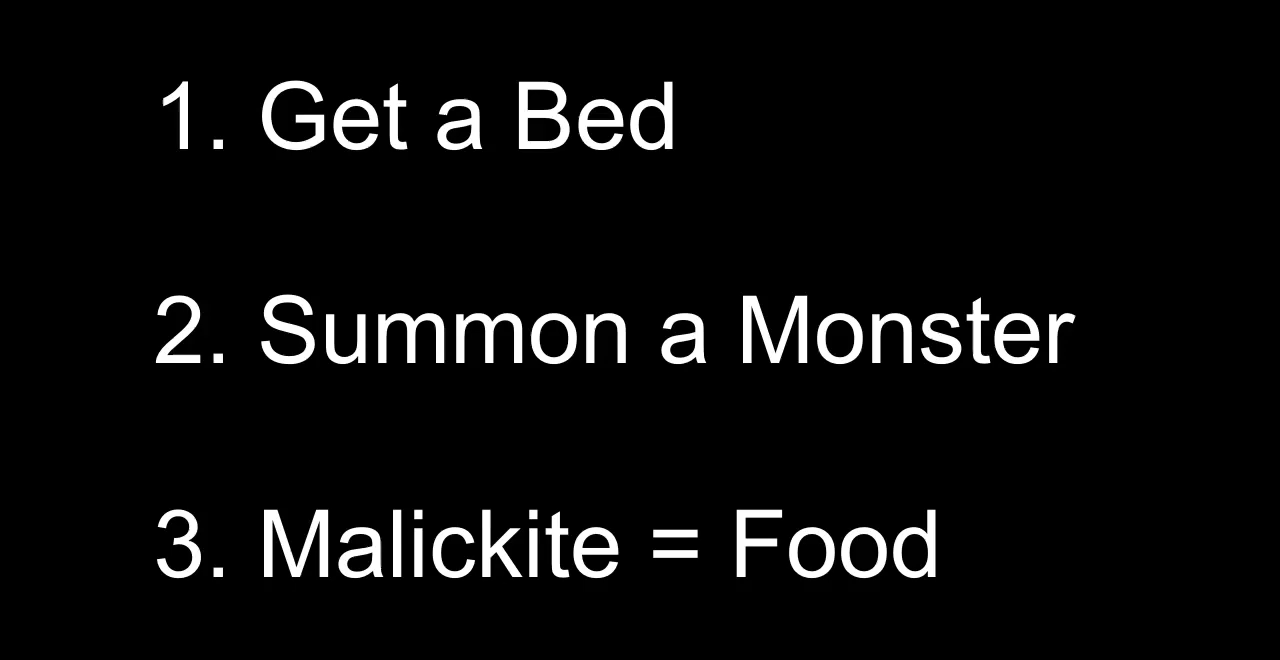 1. Get a Bed
2. Summon a Monster
3. Malickite = Food